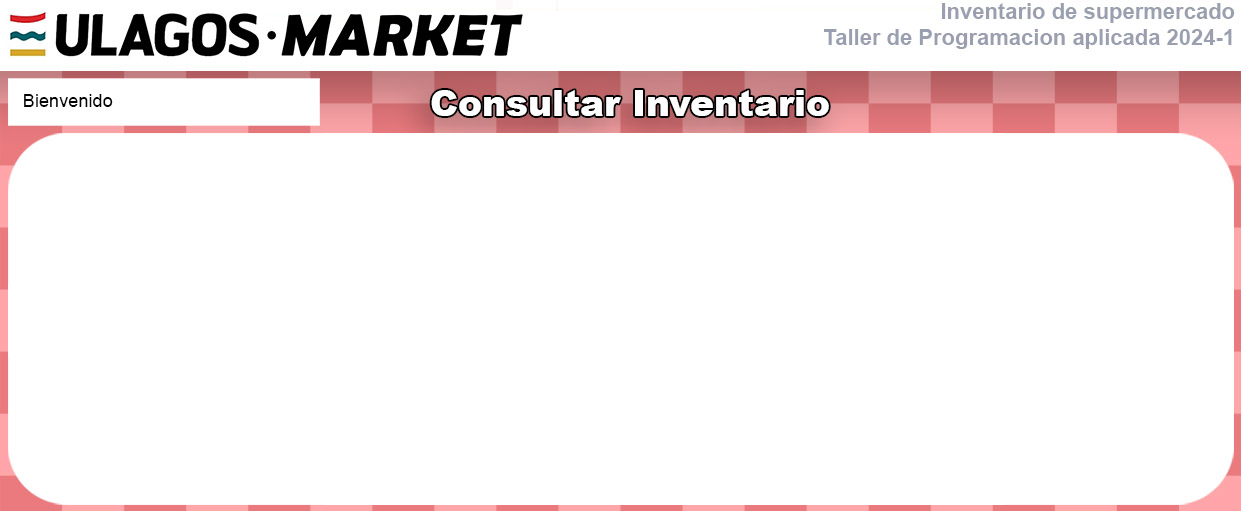 ULAGOS·MARKET
Inventario de supermercado
Taller de Programacion aplicada 2024-1
Bienvenido
Consultar Inventario